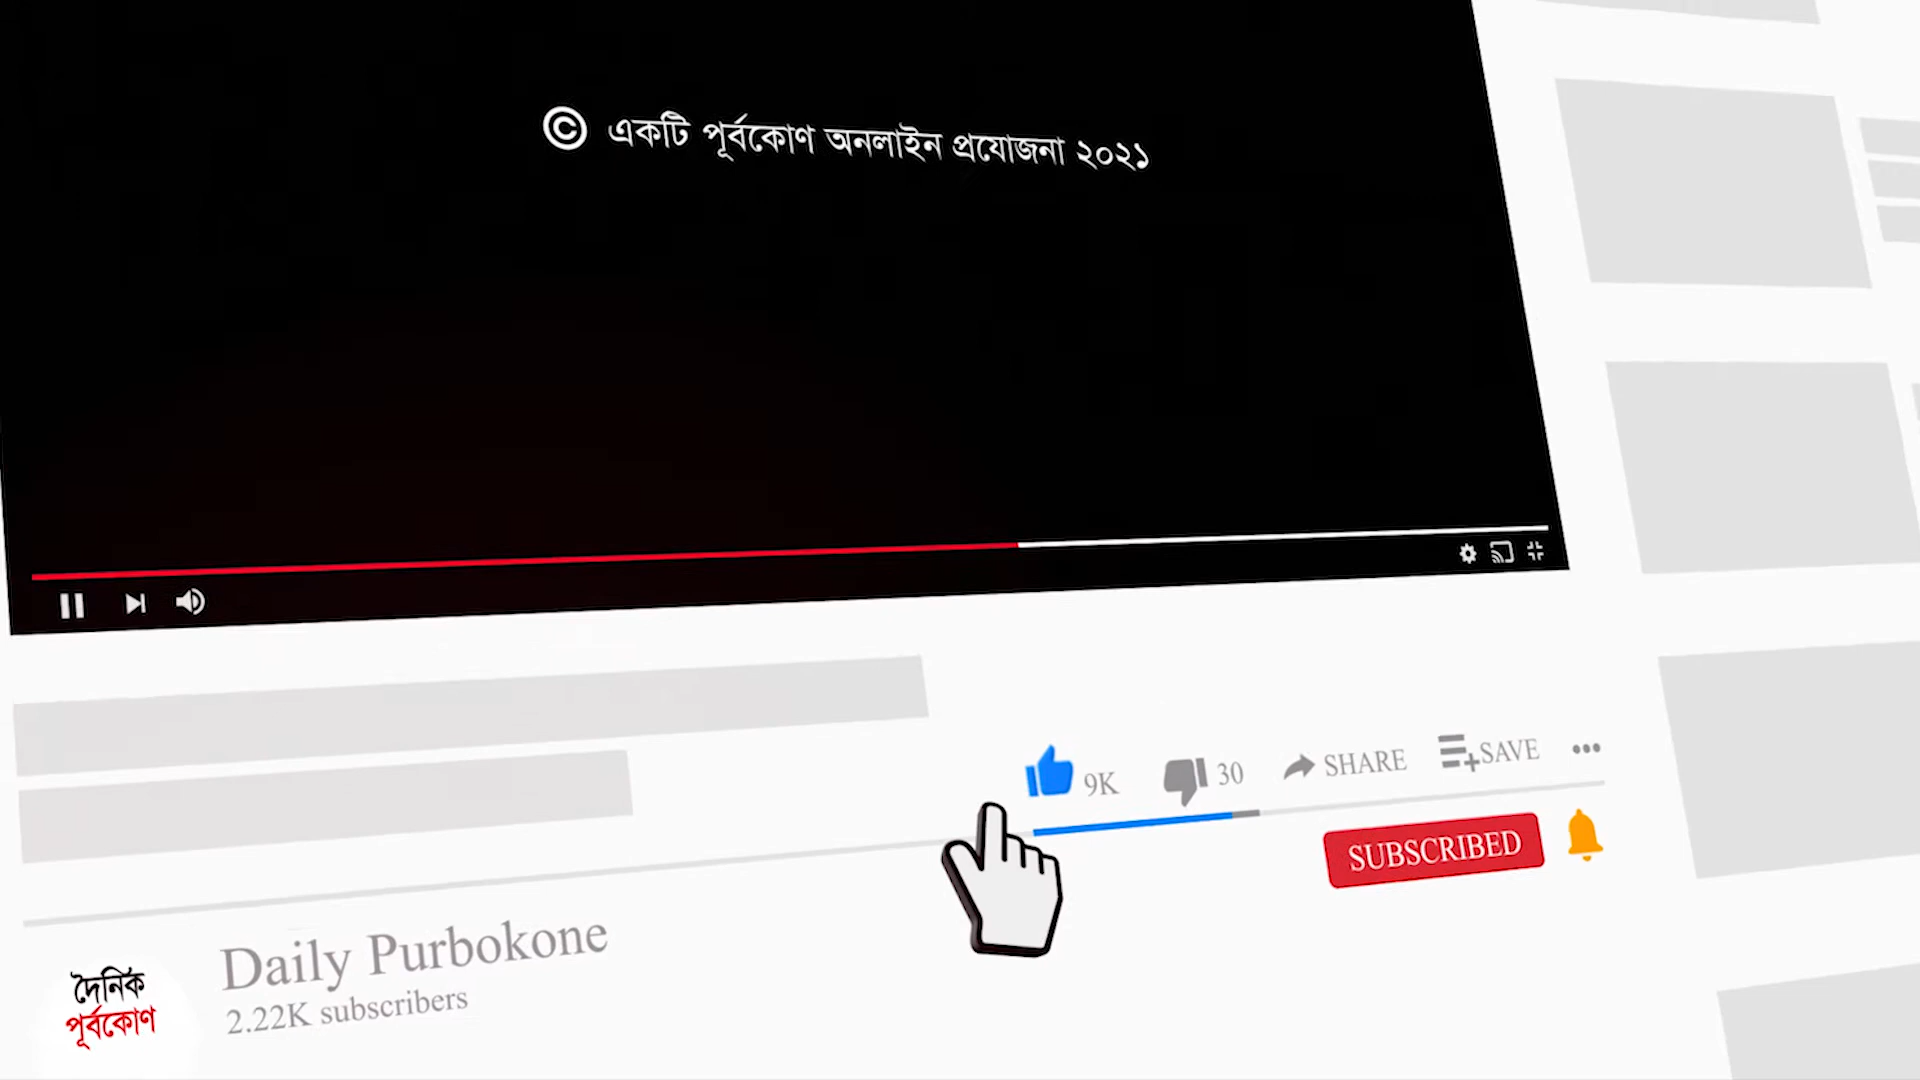 © একটি পূর্বকোণ অনলাইন প্রযোজনা ২০২১
9K 30 SHARE SAVE
SUBSCRIBED
Daily Purbokone
2.22K subscribers
দৈনিক
পূর্বকোণ